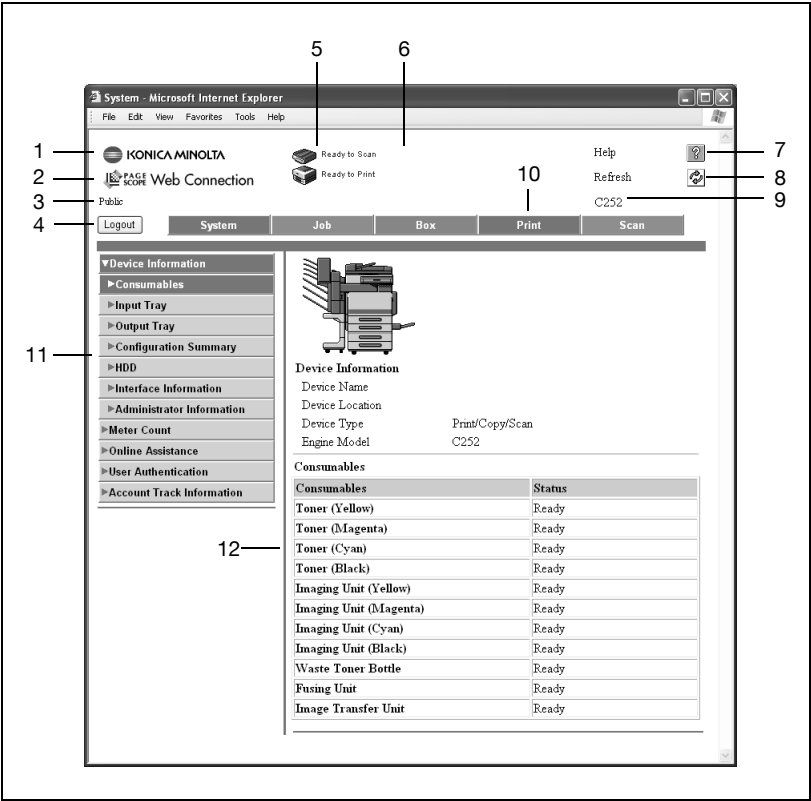 5 6
System - Microsoft Internet Explorer
File Edit View Favorites Tools Help
1 KONICA MINOLTA Ready to Scan Help ? 7
2 PAGE SCOPE Web Connection Ready to Print 10 Refresh 8
3 Public C252 9
4 Logout System Job Box Print Scan
Device Information
Consumables
Input Tray
Output Tray
Configuration Summary
11
HDD
Interface Information
Administrator Information
Meter Count
Online Assistance
User Authentication
Account Track Information
Device Information
Device Name
Device Location
Device Type Print/Copy/Scan
Engine Model C252
Consumables
Consumables Status
Toner (Yellow) Ready
Toner (Magenta) Ready
12 Toner (Cyan) Ready
Toner (Black) Ready
Imaging Unit (Yellow) Ready
Imaging Unit (Magenta) Ready
Imaging Unit (Cyan) Ready
Imaging Unit (Black) Ready
Waste Toner Bottle Ready
Fusing Unit Ready
Image Transfer Unit Ready